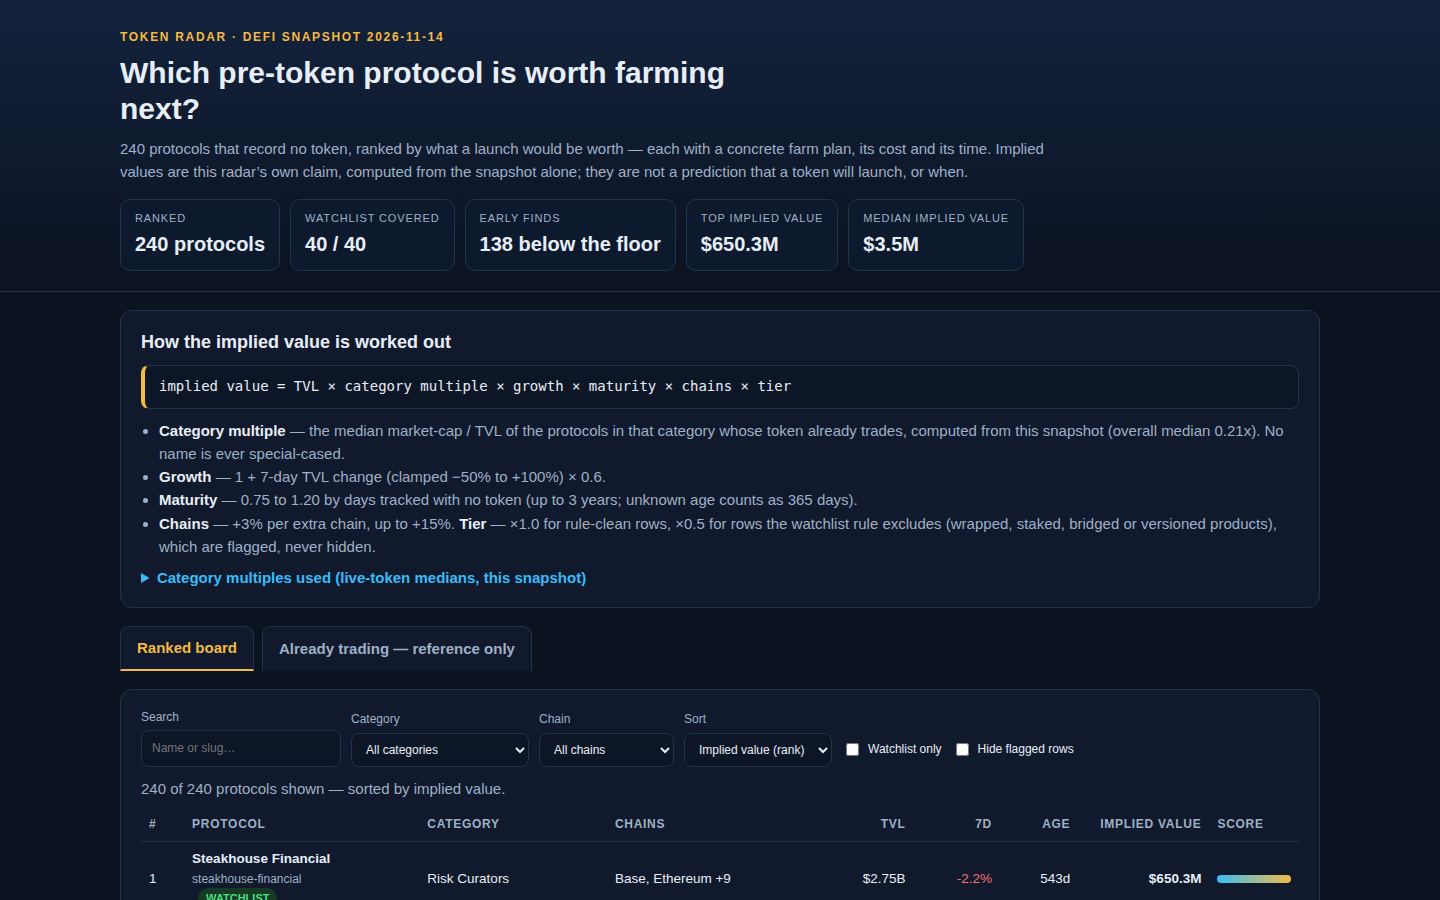 TOKEN RADAR · DEFI SNAPSHOT 2026-11-14
Which pre-token protocol is worth farming
next?
240 protocols that record no token, ranked by what a launch would be worth — each with a concrete farm plan, its cost and its time. Implied
values are this radar’s own claim, computed from the snapshot alone; they are not a prediction that a token will launch, or when.
RANKED
240 protocols
WATCHLIST COVERED
40 / 40
EARLY FINDS
138 below the floor
TOP IMPLIED VALUE
$650.3M
MEDIAN IMPLIED VALUE
$3.5M
How the implied value is worked out
implied value = TVL × category multiple × growth × maturity × chains × tier
• Category multiple — the median market-cap / TVL of the protocols in that category whose token already trades, computed from this snapshot (overall median 0.21x). No
name is ever special-cased.
• Growth — 1 + 7-day TVL change (clamped −50% to +100%) × 0.6.
• Maturity — 0.75 to 1.20 by days tracked with no token (up to 3 years; unknown age counts as 365 days).
• Chains — +3% per extra chain, up to +15%. Tier — ×1.0 for rule-clean rows, ×0.5 for rows the watchlist rule excludes (wrapped, staked, bridged or versioned products),
which are flagged, never hidden.
▶ Category multiples used (live-token medians, this snapshot)
Ranked board
Already trading — reference only
Search
Name or slug…
Category
All categories
Chain
All chains
Sort
Implied value (rank)
Watchlist only
Hide flagged rows
240 of 240 protocols shown — sorted by implied value.
# PROTOCOL CATEGORY CHAINS TVL 7D AGE IMPLIED VALUE SCORE
1 Steakhouse Financial Risk Curators Base, Ethereum +9 $2.75B -2.2% 543d $650.3M
steakhouse-financial
WATCHLIST